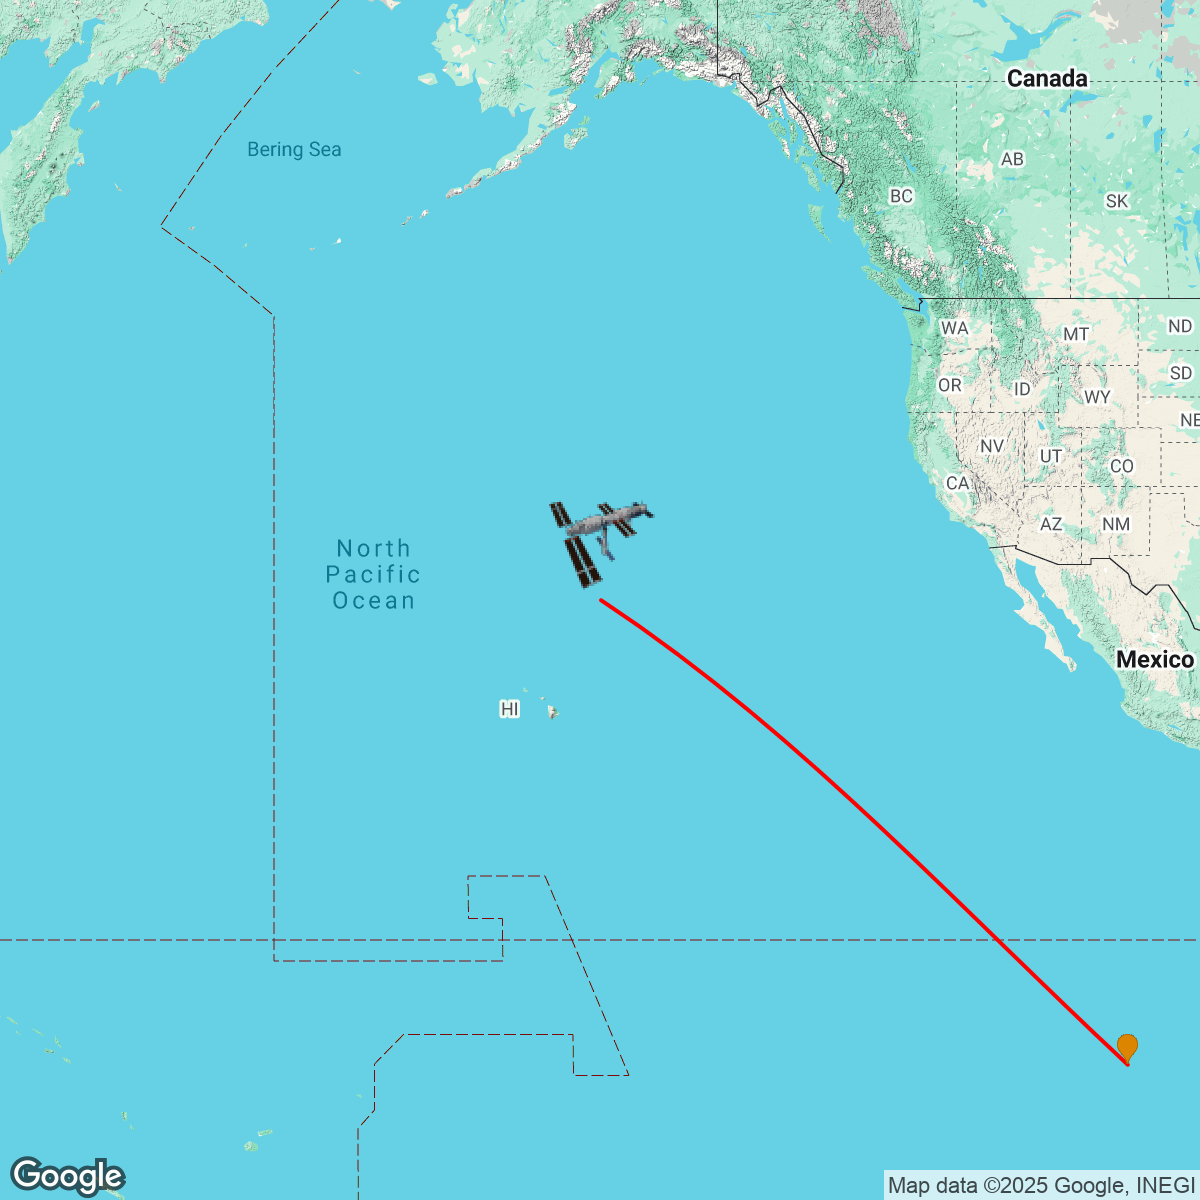 Canada
Bering Sea
AB
BC
SK
WA
MT
ND
OR
ID
WY
SD
NE
NV
UT
CO
CA
AZ
NM
North
Pacific
Ocean
Mexico
HI
Google
Map data ©2025 Google, INEGI